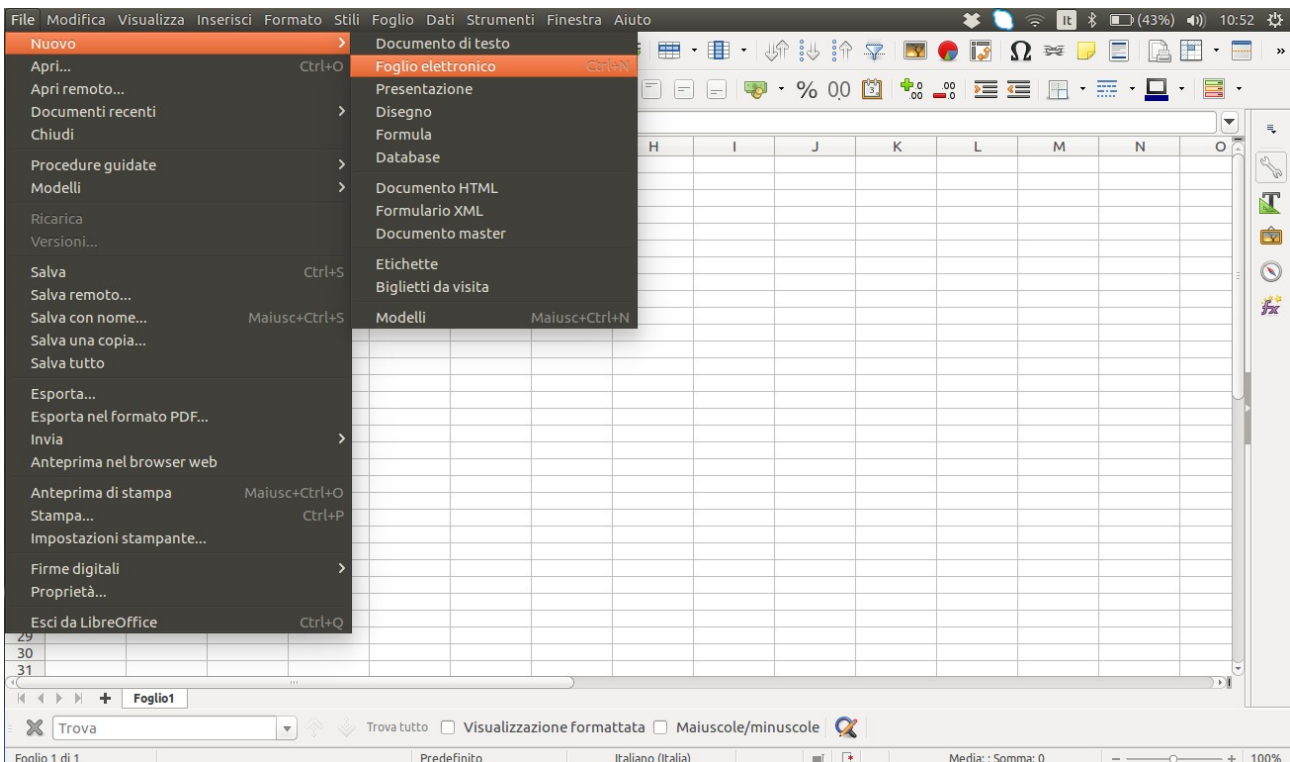 File Modifica Visualizza Inserisci Formato Stili Foglio Dati Strumenti Finestra Aiuto It (43%) 10:52
Nuovo
Apri... Ctrl+O
Apri remoto...
Documenti recenti
Chiudi
Procedure guidate
Modelli
Ricarica
Versioni...
Salva Ctrl+S
Salva remoto...
Salva con nome... Maiusc+Ctrl+S
Salva una copia...
Salva tutto
Esporta...
Esporta nel formato PDF...
Invia
Anteprima nel browser web
Anteprima di stampa Maiusc+Ctrl+O
Stampa... Ctrl+P
Impostazioni stampante...
Firme digitali
Proprietà...
Esci da LibreOffice Ctrl+Q
Documento di testo
Foglio elettronico Ctrl+N
Presentazione
Disegno
Formula
Database
Documento HTML
Formulario XML
Documento master
Etichette
Biglietti da visita
Modelli Maiusc+Ctrl+N
H I J K L M N O
29
30
31
Foglio1
Trova Trova tutto Visualizzazione formattata Maiuscole/minuscole
Foglio 1 di 1 Predefinito Italiano (Italia) Media: ; Somma: 0 100%